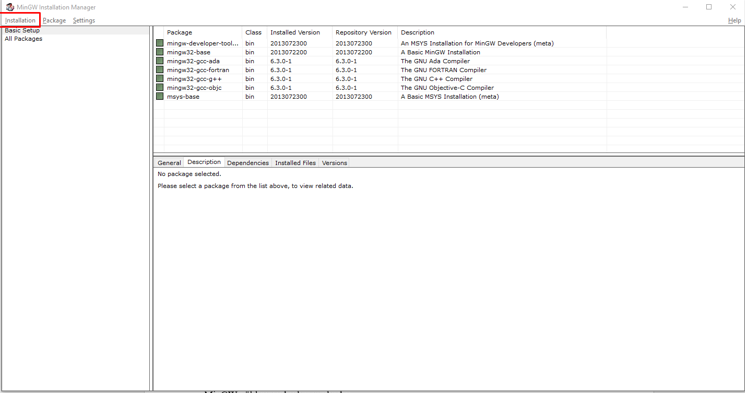 MinGW Installation Manager
Installation Package Settings Help
Basic Setup
All Packages
Package Class Installed Version Repository Version Description
mingw-developer-tool... bin 2013072300 2013072300 An MSYS Installation for MinGW Developers (meta)
mingw32-base bin 2013072200 2013072200 A Basic MinGW Installation
mingw32-gcc-ada bin 6.3.0-1 6.3.0-1 The GNU Ada Compiler
mingw32-gcc-fortran bin 6.3.0-1 6.3.0-1 The GNU FORTRAN Compiler
mingw32-gcc-g++ bin 6.3.0-1 6.3.0-1 The GNU C++ Compiler
mingw32-gcc-objc bin 6.3.0-1 6.3.0-1 The GNU Objective-C Compiler
msys-base bin 2013072300 2013072300 A Basic MSYS Installation (meta)
General Description Dependencies Installed Files Versions
No package selected.
Please select a package from the list above, to view related data.